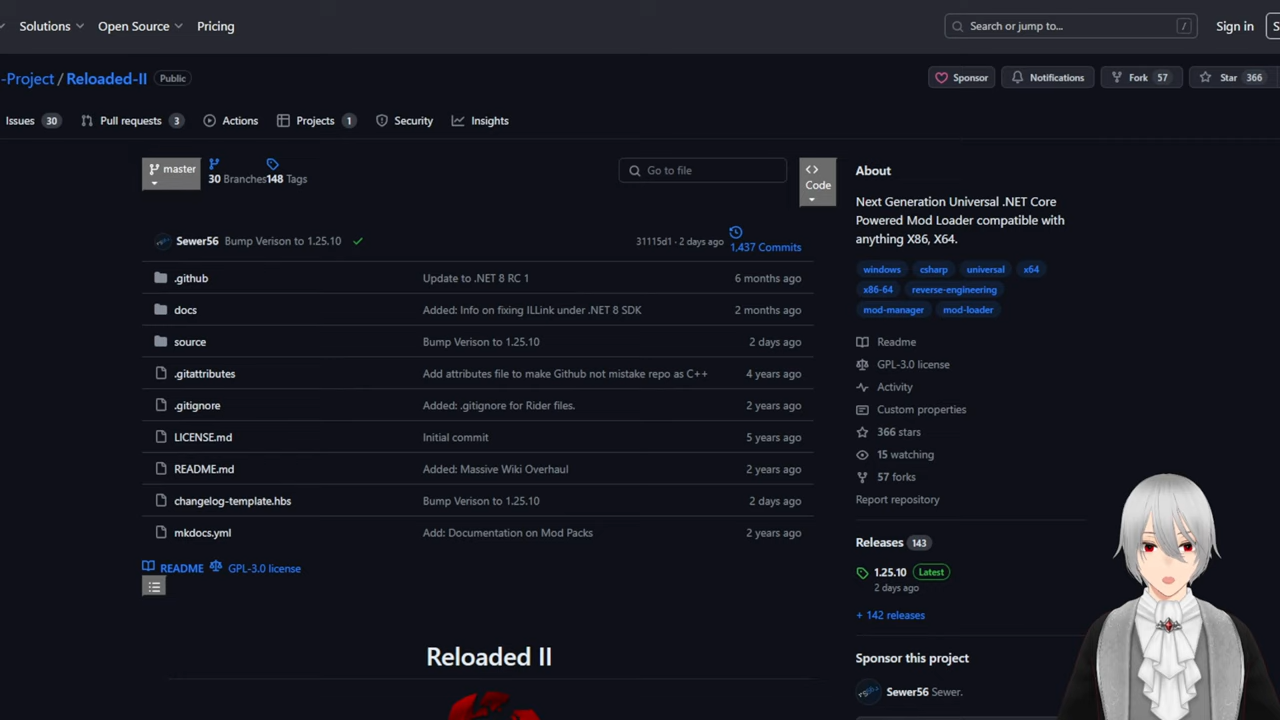 Solutions Open Source Pricing Search or jump to... / Sign in S
-Project / Reloaded-II Public Sponsor Notifications Fork 57 Star 366
Issues 30 Pull requests 3 Actions Projects 1 Security Insights
master 30 Branches 148 Tags Go to file Code
Sewer56 Bump Verison to 1.25.10 31115d1 · 2 days ago 1,437 Commits
.github Update to .NET 8 RC 1 6 months ago
docs Added: Info on fixing ILLink under .NET 8 SDK 2 months ago
source Bump Verison to 1.25.10 2 days ago
.gitattributes Add attributes file to make Github not mistake repo as C++ 4 years ago
.gitignore Added: .gitignore for Rider files. 2 years ago
LICENSE.md Initial commit 5 years ago
README.md Added: Massive Wiki Overhaul 2 years ago
changelog-template.hbs Bump Verison to 1.25.10 2 days ago
mkdocs.yml Add: Documentation on Mod Packs 2 years ago
README GPL-3.0 license
Reloaded II
About
Next Generation Universal .NET Core
Powered Mod Loader compatible with
anything X86, X64.
windows csharp universal x64
x86-64 reverse-engineering
mod-manager mod-loader
Readme
GPL-3.0 license
Activity
Custom properties
366 stars
15 watching
57 forks
Report repository
Releases 143
1.25.10 Latest
2 days ago
+ 142 releases
Sponsor this project
Sewer56 Sewer.